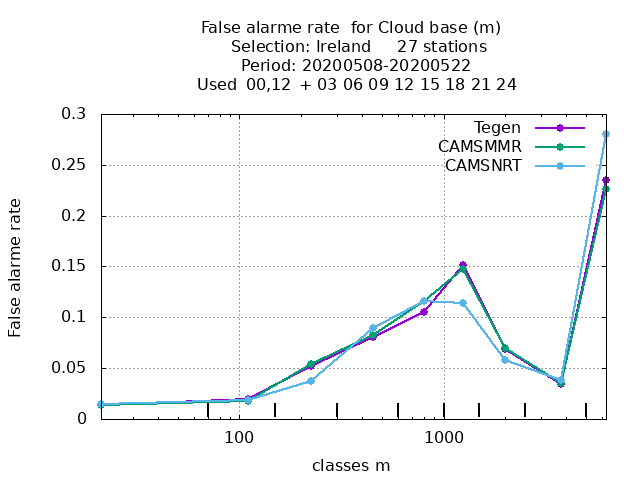 False alarme rate  for Cloud base (m)
Selection: Ireland     27 stations
Period: 20200508-20200522
Used  00,12  + 03 06 09 12 15 18 21 24
0.3
0.25
0.2
0.15
0.1
0.05
0
False alarme rate
Tegen
CAMSMMR
CAMSNRT
100
1000
classes m